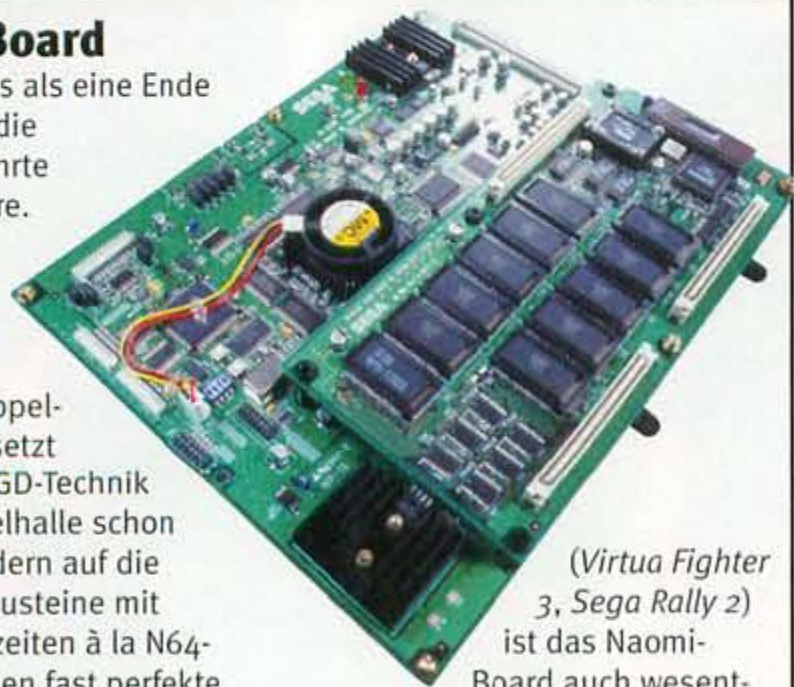 Board
s als eine Ende
die
hrte
re.
ppel-
setzt
GD-Technik
elhalle schon
dern auf die
usteine mit
zeiten à la N64-
en fast perfekte
(Virtua Fighter
3, Sega Rally 2)
ist das Naomi-
Board auch wesent-
SEGA